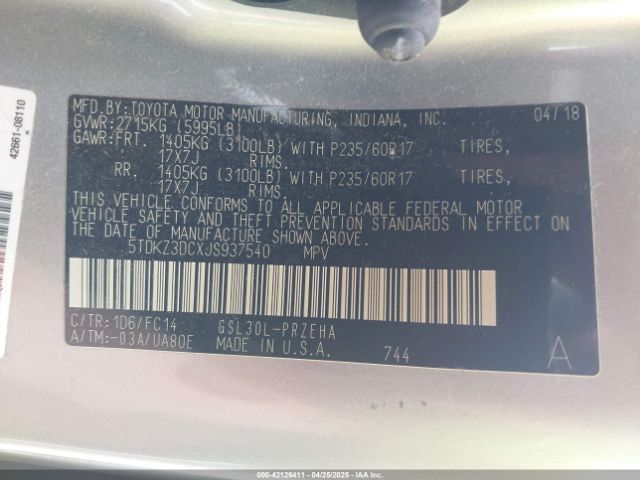 42661-08110
MFD.BY: TOYOTA MOTOR MANUFACTURING, INDIANA, INC. 04/18
GVWR: 2715KG (5995LB)
GAWR:FRT. 1405KG (3100LB) WITH P235/60R17 TIRES,
17X7J RIMS.
RR. 1405KG (3100LB) WITH P235/60R17 TIRES,
17X7J RIMS.
THIS VEHICLE CONFORMS TO ALL APPLICABLE FEDERAL MOTOR
VEHICLE SAFETY AND THEFT PREVENTION STANDARDS IN EFFECT ON
THE DATE OF MANUFACTURE SHOWN ABOVE.
5TDKZ3DCXJS937540 MPV
C/TR: 1D6/FC14 GSL30L-PRZEHA
A/TM:-03A/UA80E MADE IN U.S.A. 744 A
000-42126411 - 04/25/2025 - IAAI.COM